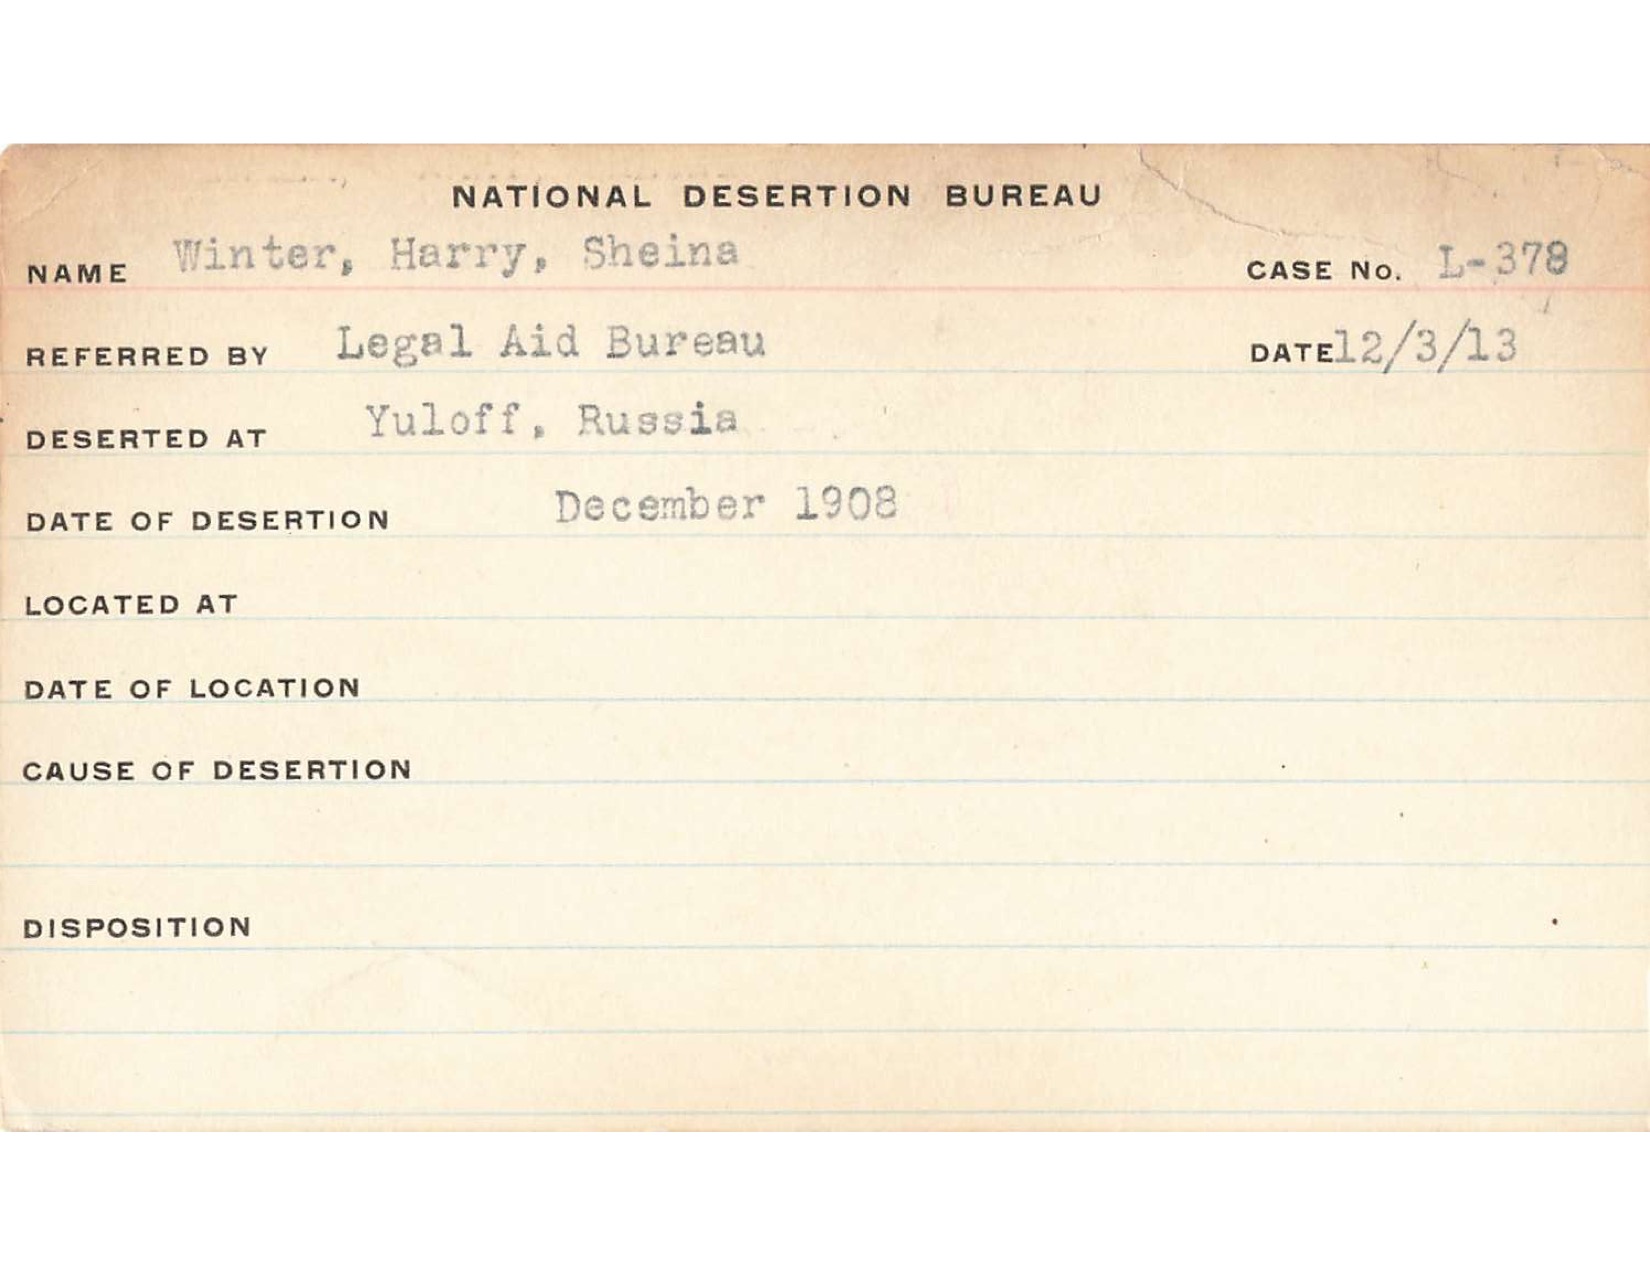 NATIONAL DESERTION BUREAU
NAME Winter, Harry, Sheina CASE No. L-378
REFERRED BY Legal Aid Bureau DATE 12/3/13
DESERTED AT Yuloff, Russia
DATE OF DESERTION December 1908
LOCATED AT
DATE OF LOCATION
CAUSE OF DESERTION
DISPOSITION